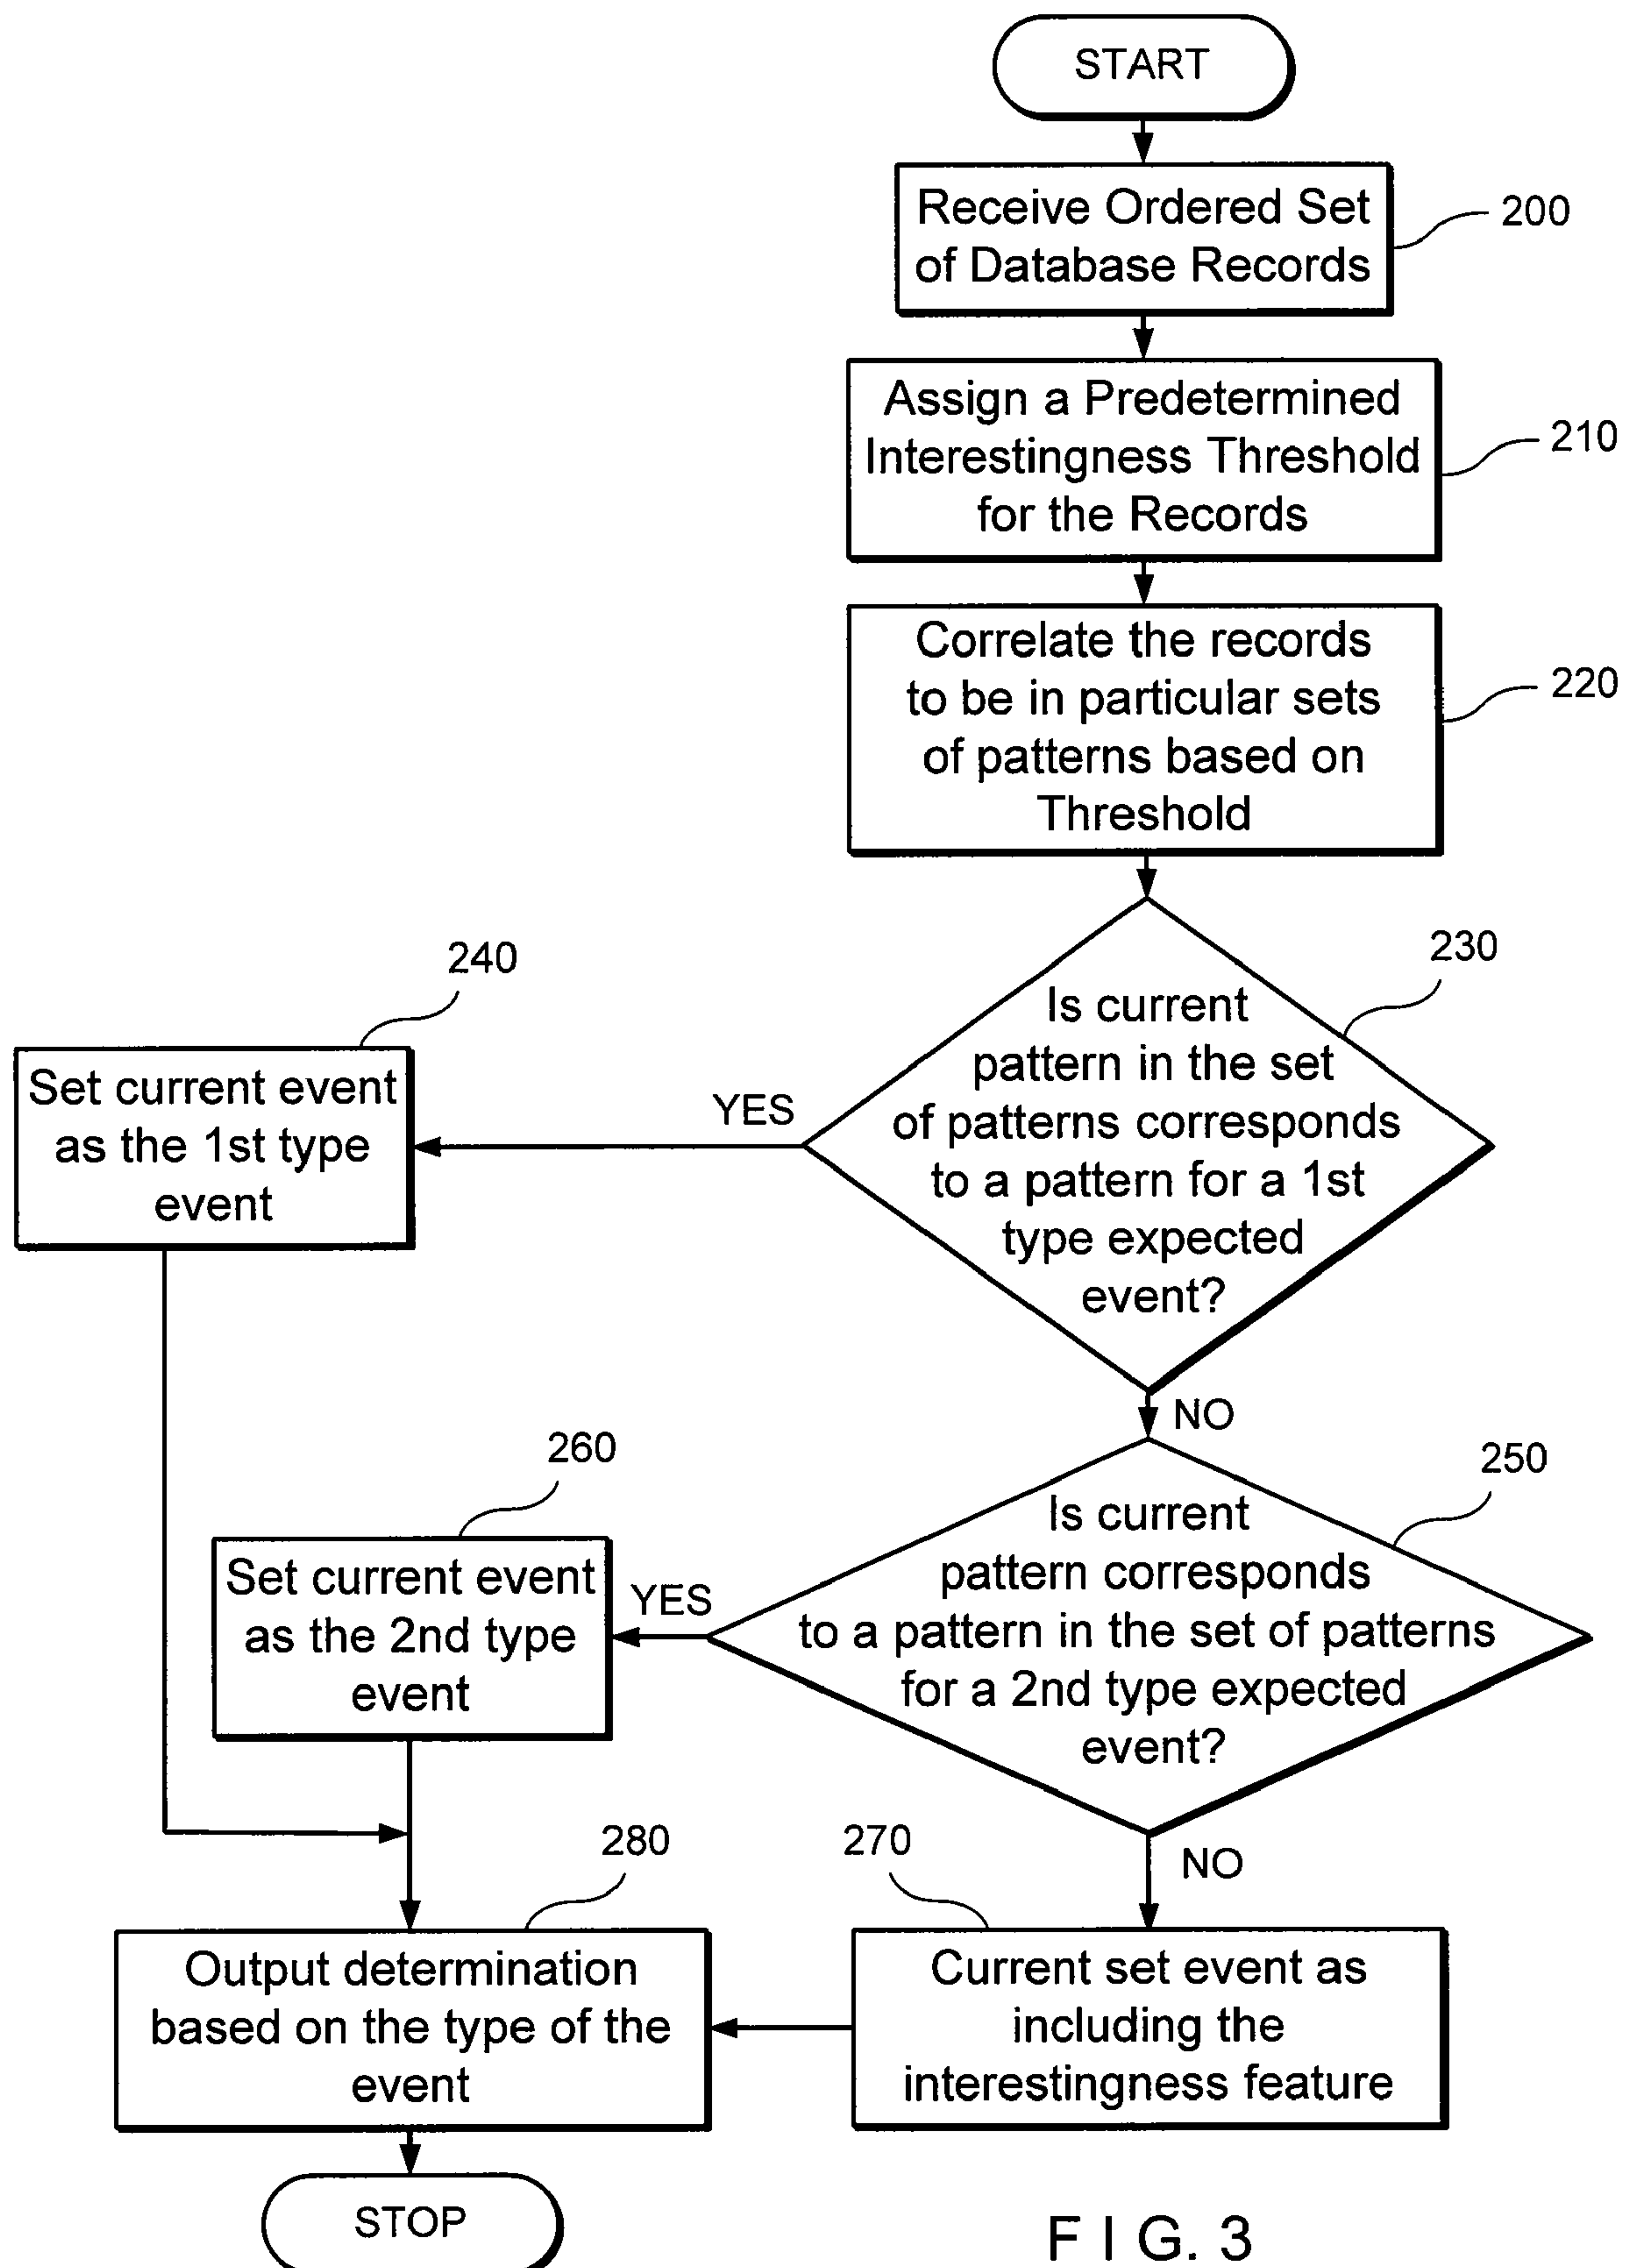 START
Receive Ordered Set
of Database Records
200
Assign a Predetermined
Interestingness Threshold
for the Records
210
Correlate the records
to be in particular sets
of patterns based on
Threshold
220
230
Is current
pattern in the set
of patterns corresponds
to a pattern for a 1st
type expected
event?
YES
240
Set current event
as the 1st type
event
NO
250
Is current
pattern corresponds
to a pattern in the set of patterns
for a 2nd type expected
event?
YES
260
Set current event
as the 2nd type
event
NO
270
Current set event as
including the
interestingness feature
280
Output determination
based on the type of the
event
STOP
F I G. 3